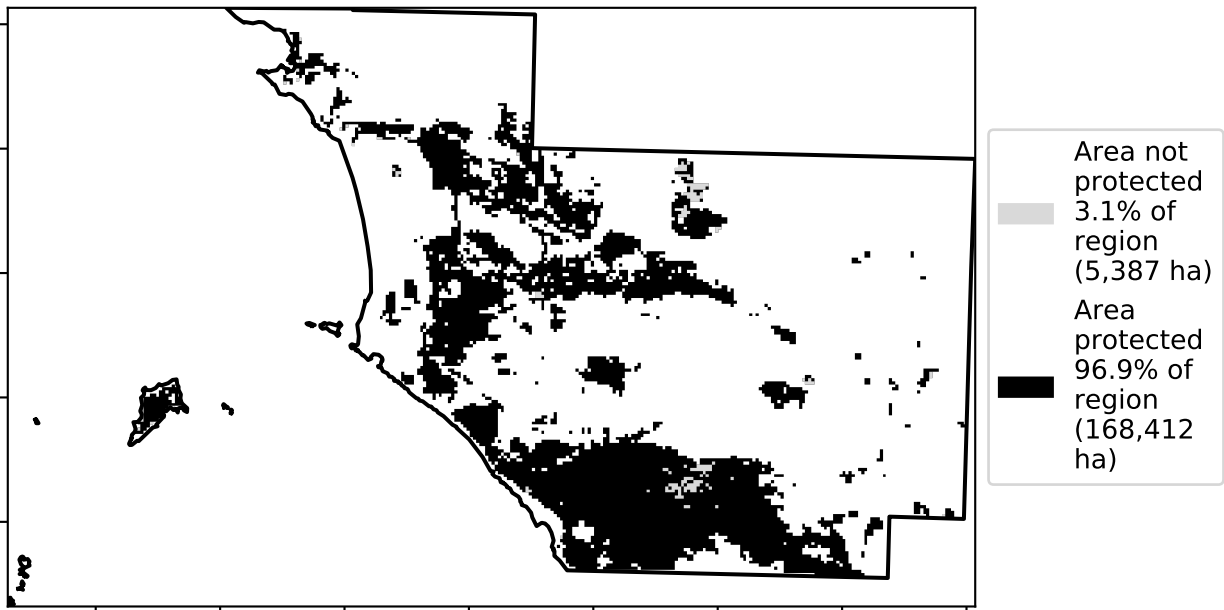 Area not
protected
3.1% of
region
(5,387 ha)
Area
protected
96.9% of
region
(168,412
ha)